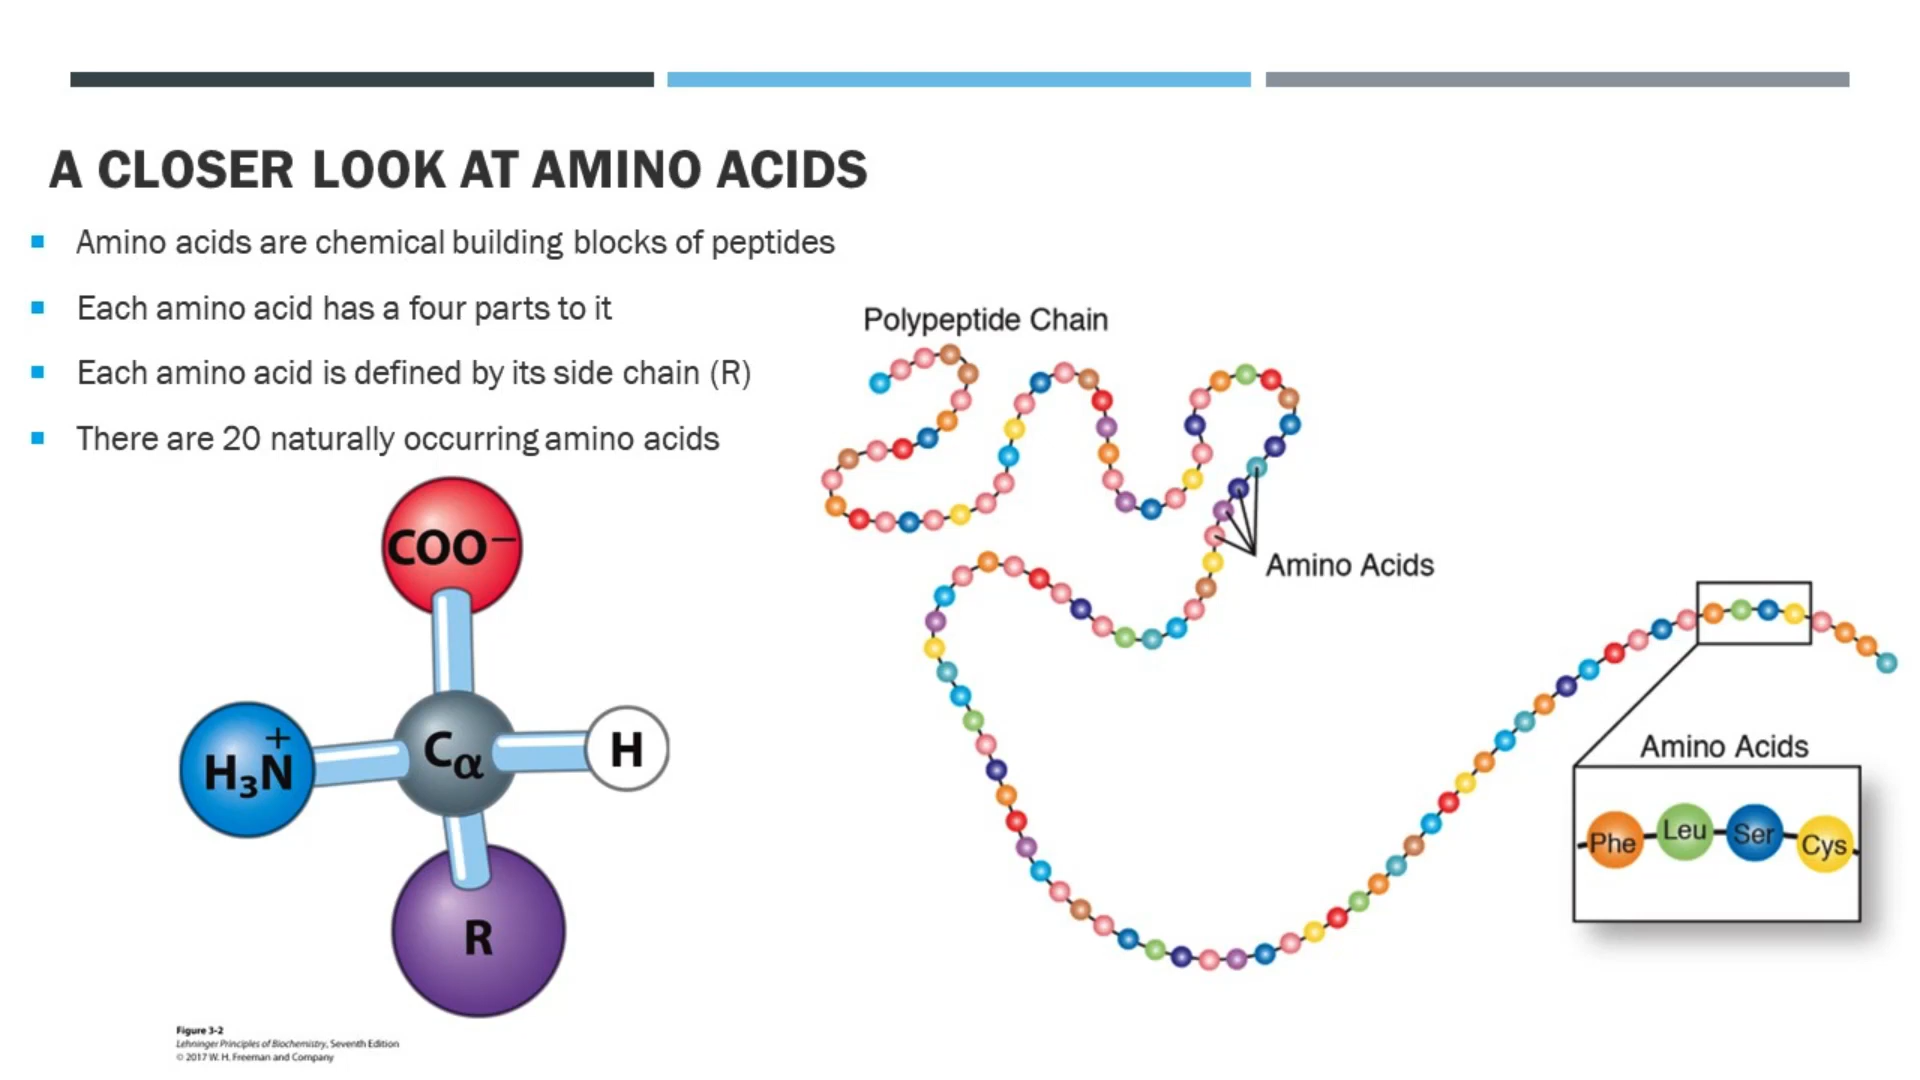 A CLOSER LOOK AT AMINO ACIDS
Amino acids are chemical building blocks of peptides
Each amino acid has a four parts to it
Each amino acid is defined by its side chain (R)
There are 20 naturally occurring amino acids
COO⁻
H₃N⁺
Cα
H
R
Figure 3-2
Lehninger Principles of Biochemistry, Seventh Edition
© 2017 W. H. Freeman and Company
Polypeptide Chain
Amino Acids
Amino Acids
Phe Leu Ser Cys